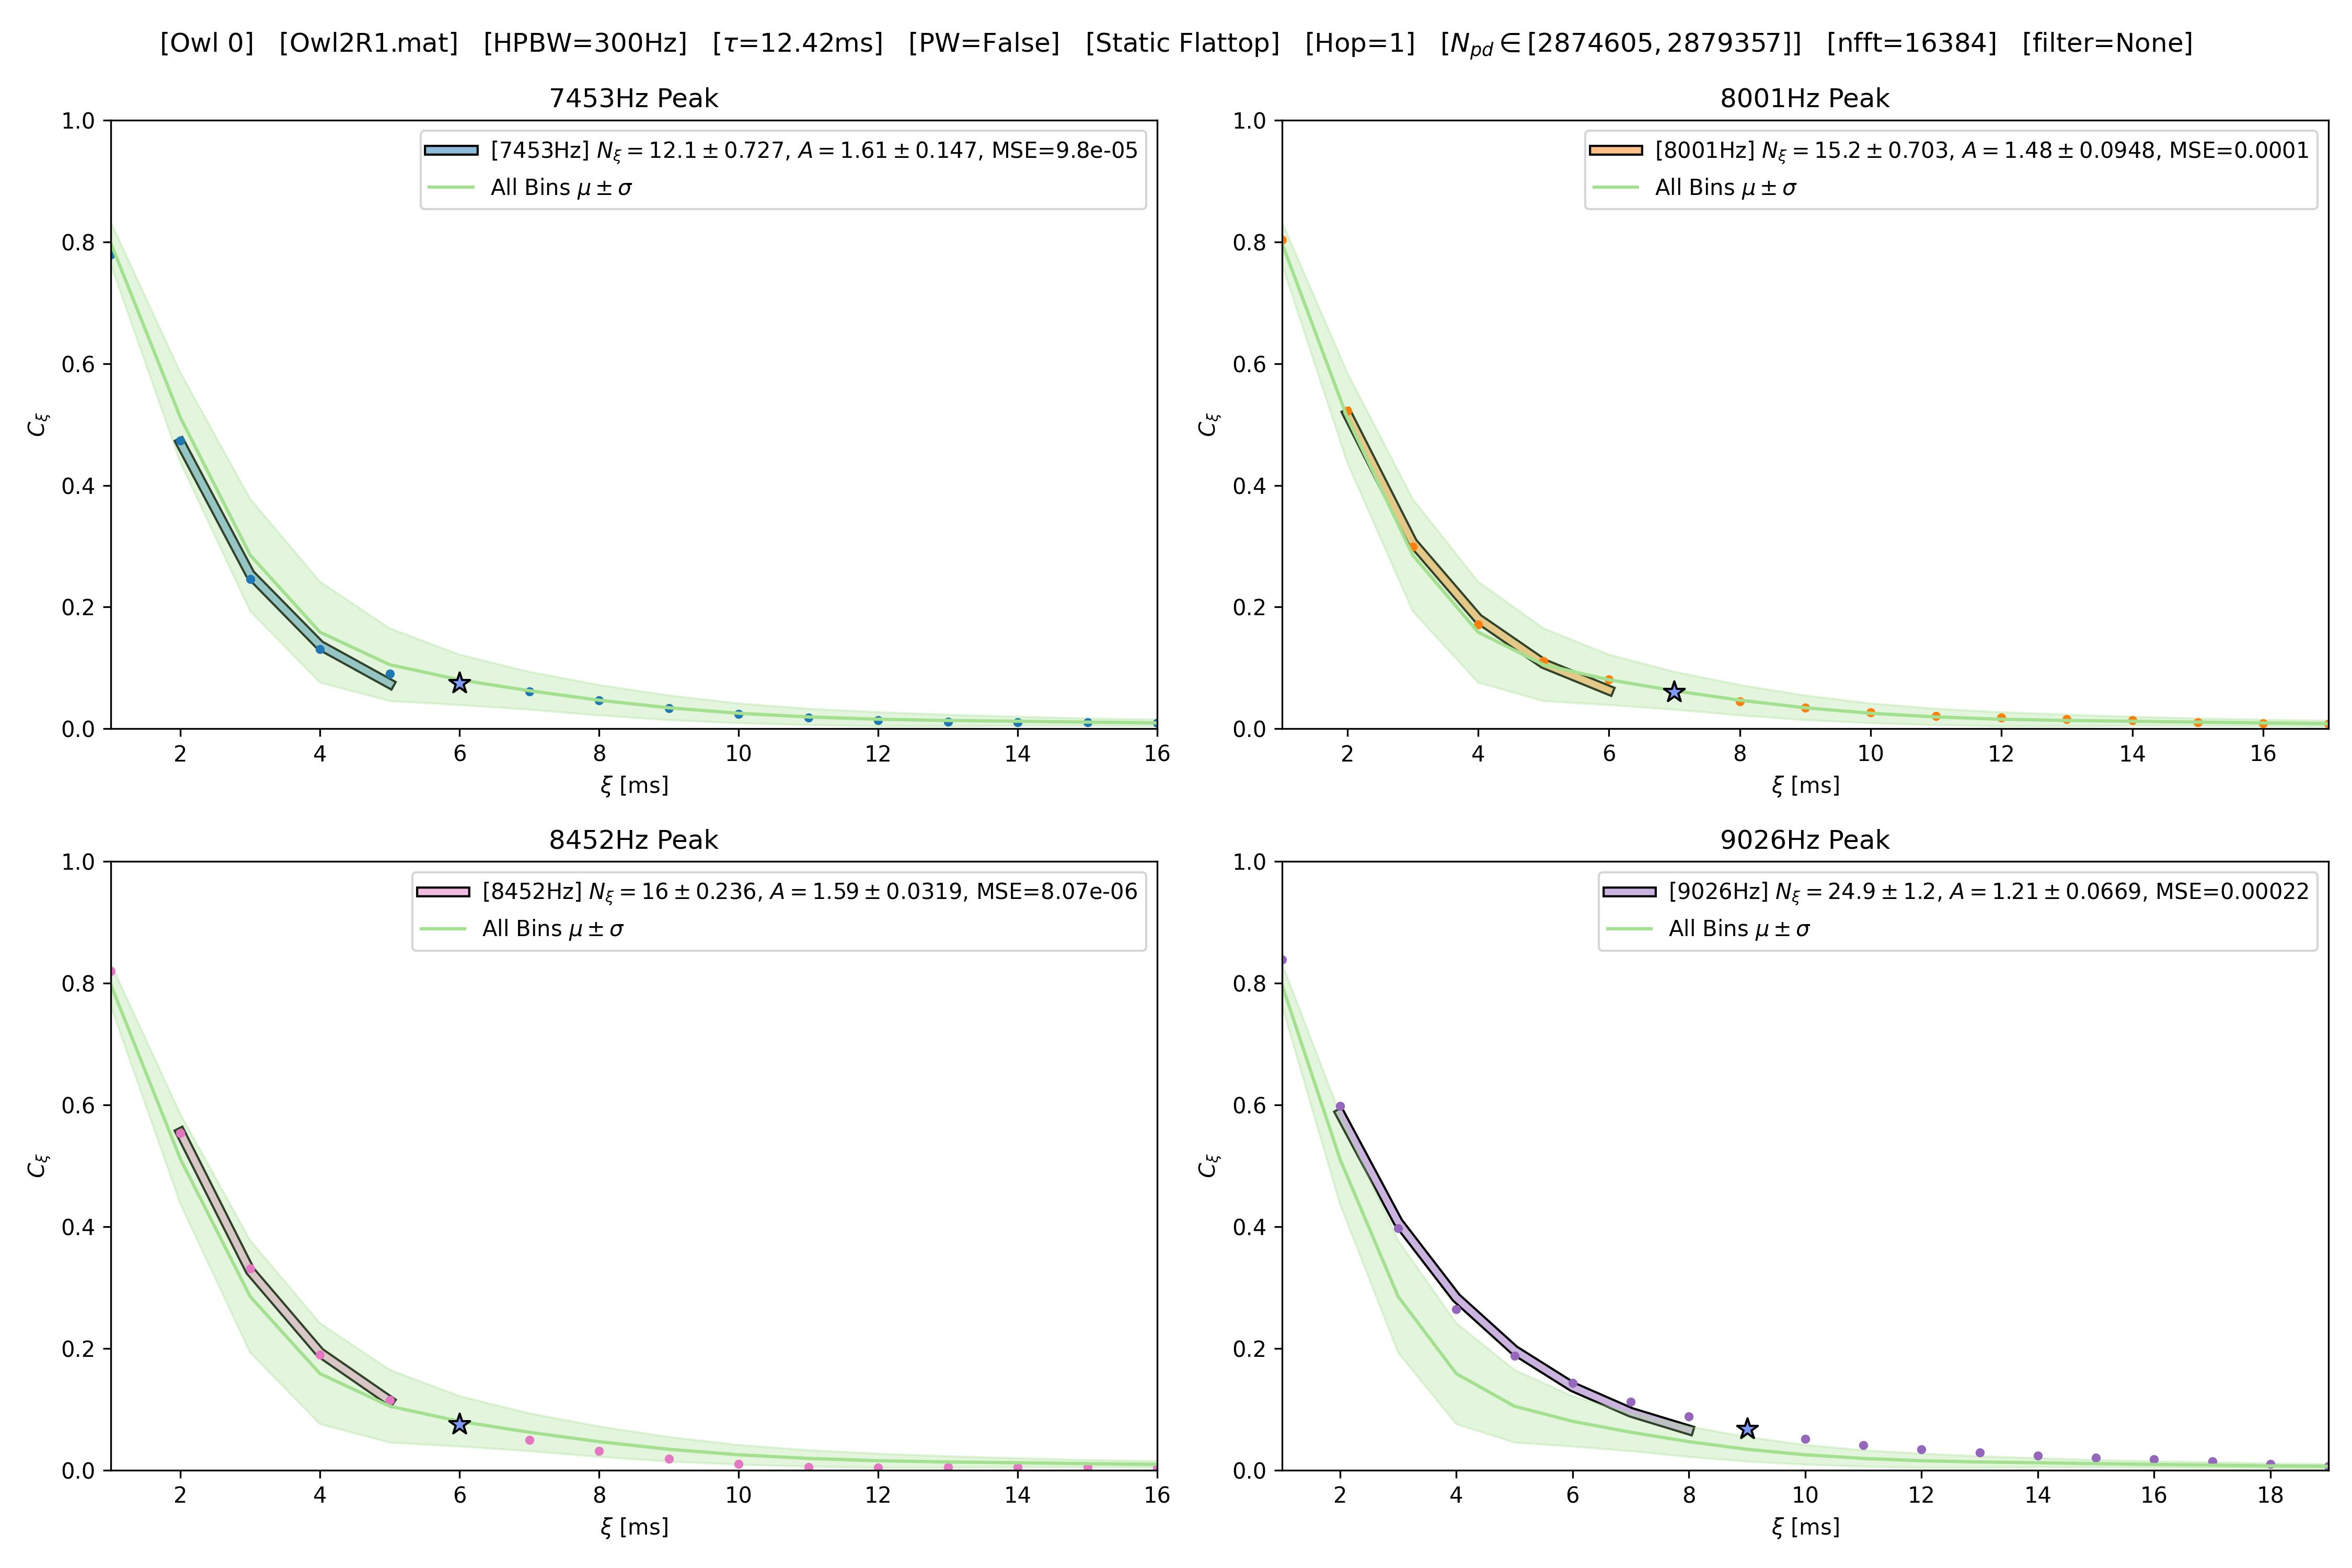 [Owl 0] [Owl2R1.mat] [HPBW=300Hz] [τ=12.42ms] [PW=False] [Static Flattop] [Hop=1] [N_pd ∈ [2874605, 2879357]] [nfft=16384] [filter=None]
7453Hz Peak
[7453Hz] N_ξ = 12.1 ± 0.727, A = 1.61 ± 0.147, MSE=9.8e-05
All Bins μ ± σ
1.0
0.8
0.6
0.4
0.2
0.0
C_ξ
2 4 6 8 10 12 14 16
ξ [ms]
8001Hz Peak
[8001Hz] N_ξ = 15.2 ± 0.703, A = 1.48 ± 0.0948, MSE=0.0001
All Bins μ ± σ
1.0
0.8
0.6
0.4
0.2
0.0
C_ξ
2 4 6 8 10 12 14 16
ξ [ms]
8452Hz Peak
[8452Hz] N_ξ = 16 ± 0.236, A = 1.59 ± 0.0319, MSE=8.07e-06
All Bins μ ± σ
1.0
0.8
0.6
0.4
0.2
0.0
C_ξ
2 4 6 8 10 12 14 16
ξ [ms]
9026Hz Peak
[9026Hz] N_ξ = 24.9 ± 1.2, A = 1.21 ± 0.0669, MSE=0.00022
All Bins μ ± σ
1.0
0.8
0.6
0.4
0.2
0.0
C_ξ
2 4 6 8 10 12 14 16 18
ξ [ms]